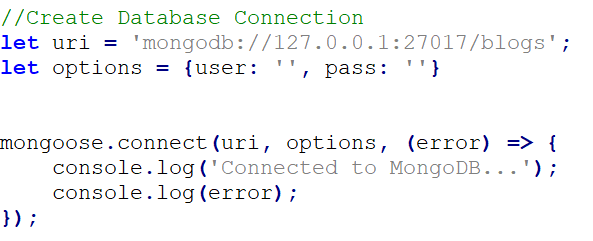 //Create Database Connection
let uri = 'mongodb://127.0.0.1:27017/blogs';
let options = {user: '', pass: ''}
mongoose.connect(uri, options, (error) => {
    console.log('Connected to MongoDB...');
    console.log(error);
});